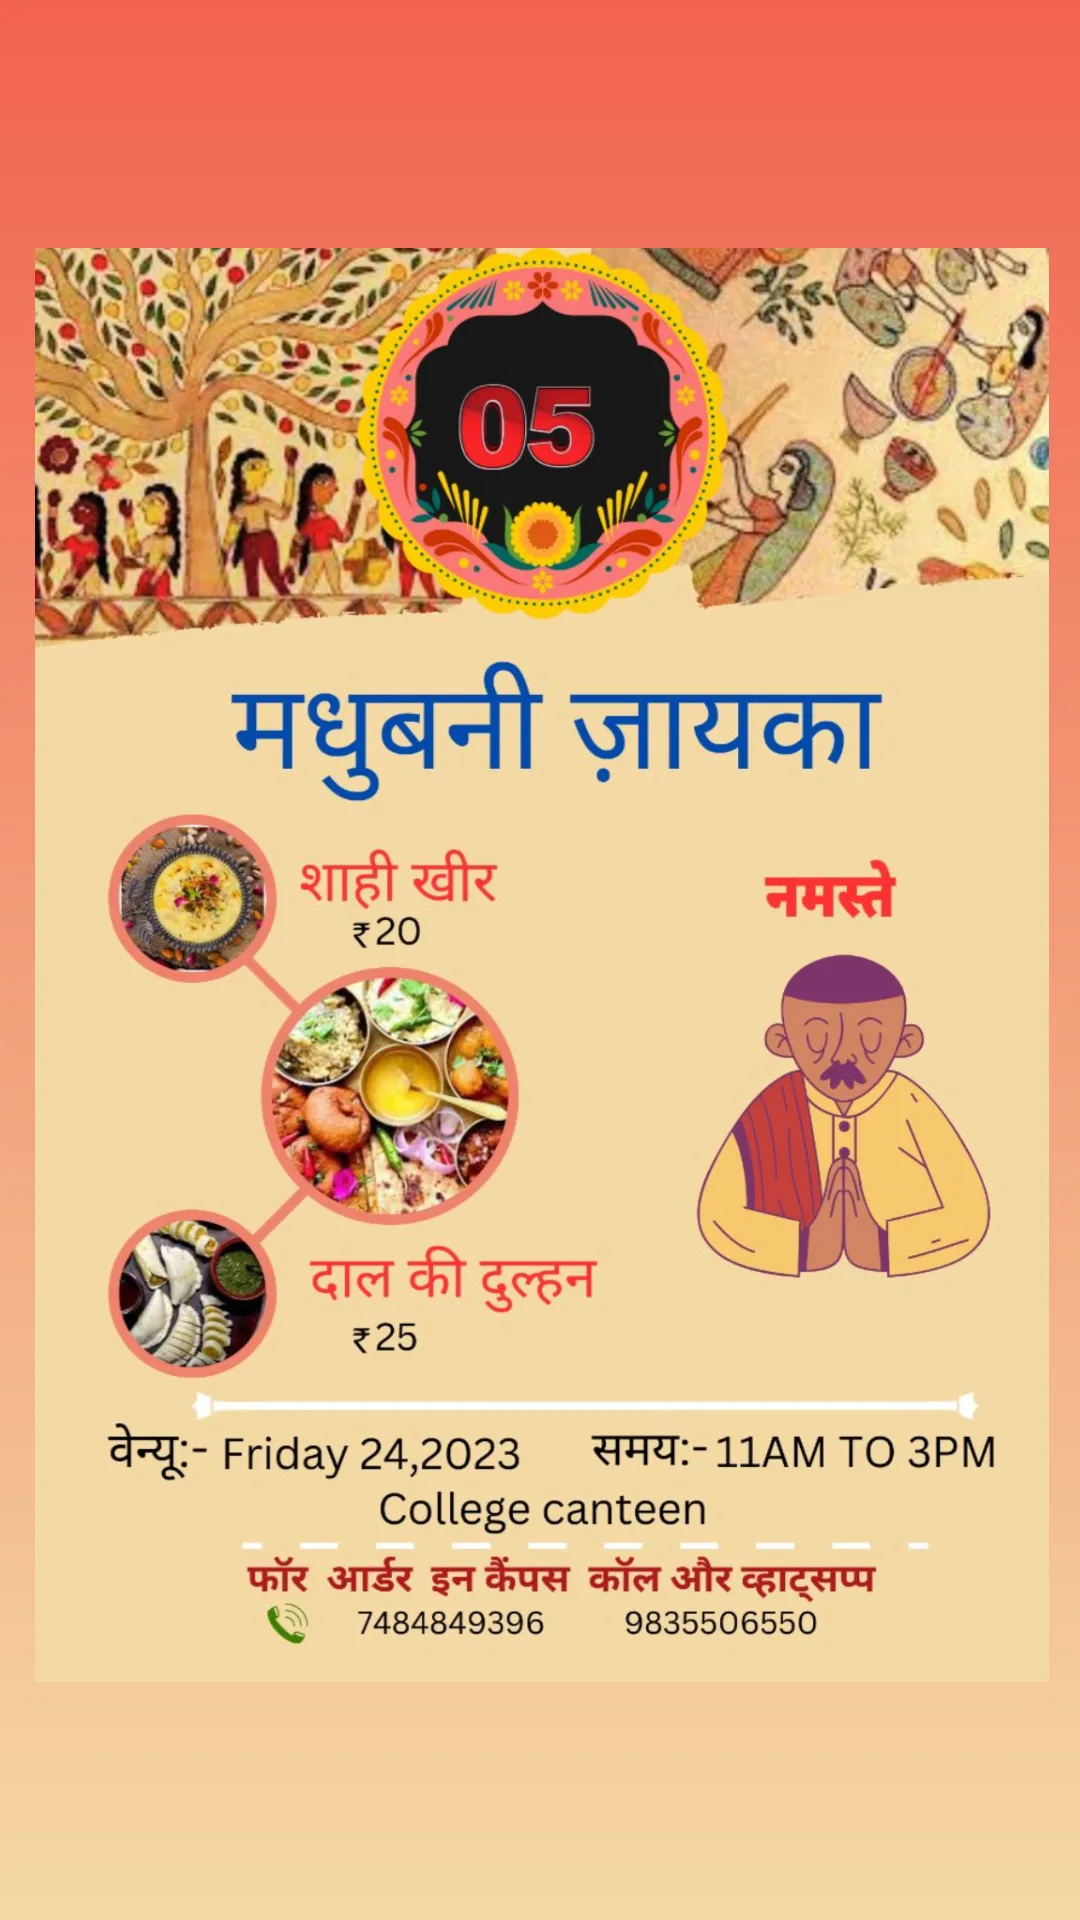 05
मधुबनी ज़ायका
शाही खीर
₹20
नमस्ते
दाल की दुल्हन
₹25
वेन्यू:- Friday 24,2023 समय:- 11AM TO 3PM
College canteen
फॉर आर्डर इन कैंपस कॉल और व्हाट्सप्प
7484849396 9835506550